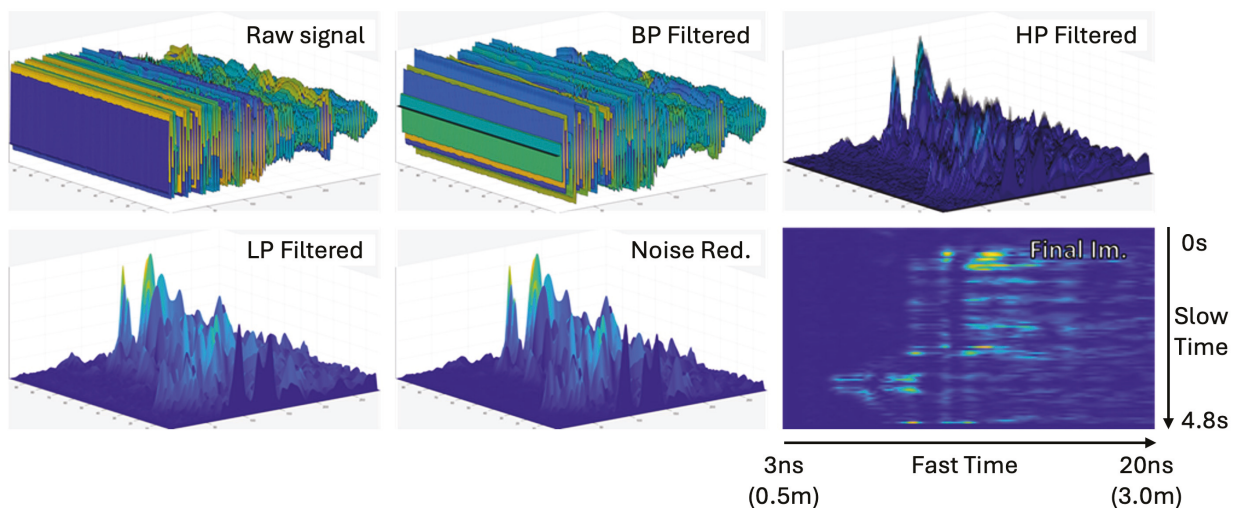 Raw signal
BP Filtered
HP Filtered
LP Filtered
Noise Red.
Final Im.
0s
Slow
Time
4.8s
3ns
Fast Time
20ns
(0.5m)
(3.0m)